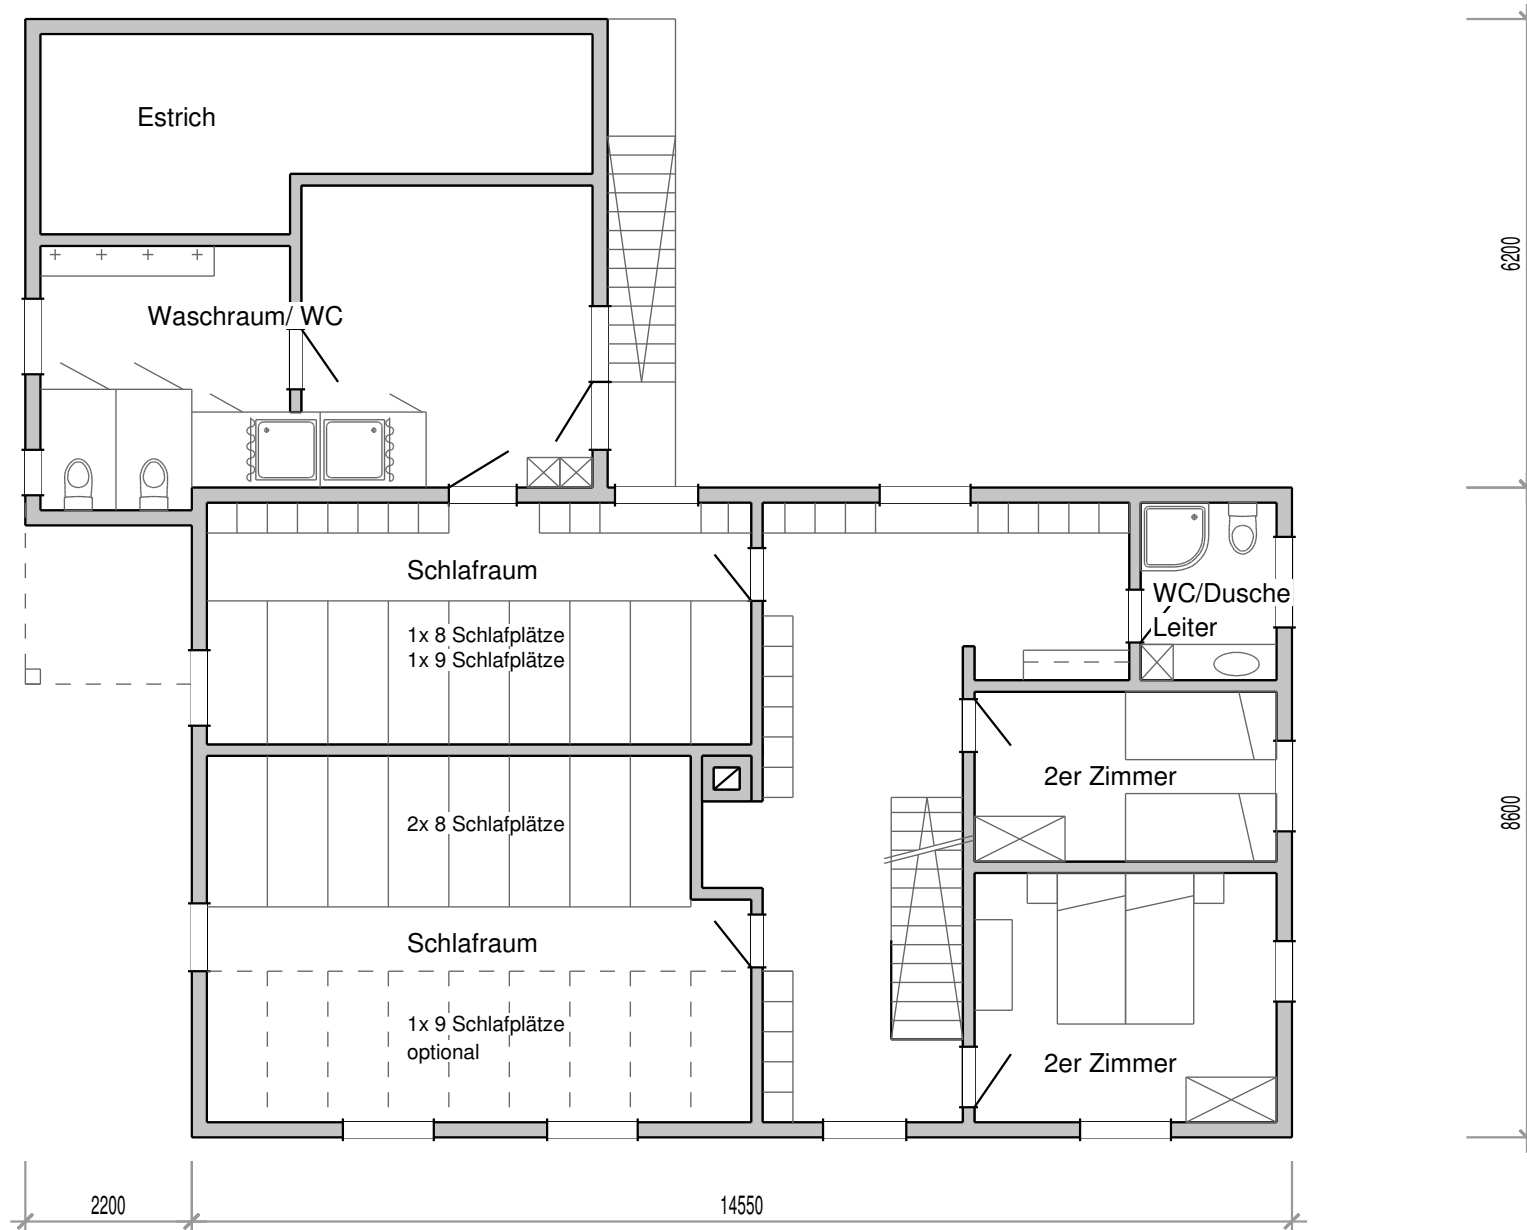 Estrich
6200
Waschraum/ WC
Schlafraum
WC/Dusche
Leiter
1x 8 Schlafplätze
1x 9 Schlafplätze
2er Zimmer
2x 8 Schlafplätze
8600
Schlafraum
1x 9 Schlafplätze
optional
2er Zimmer
2200
14550